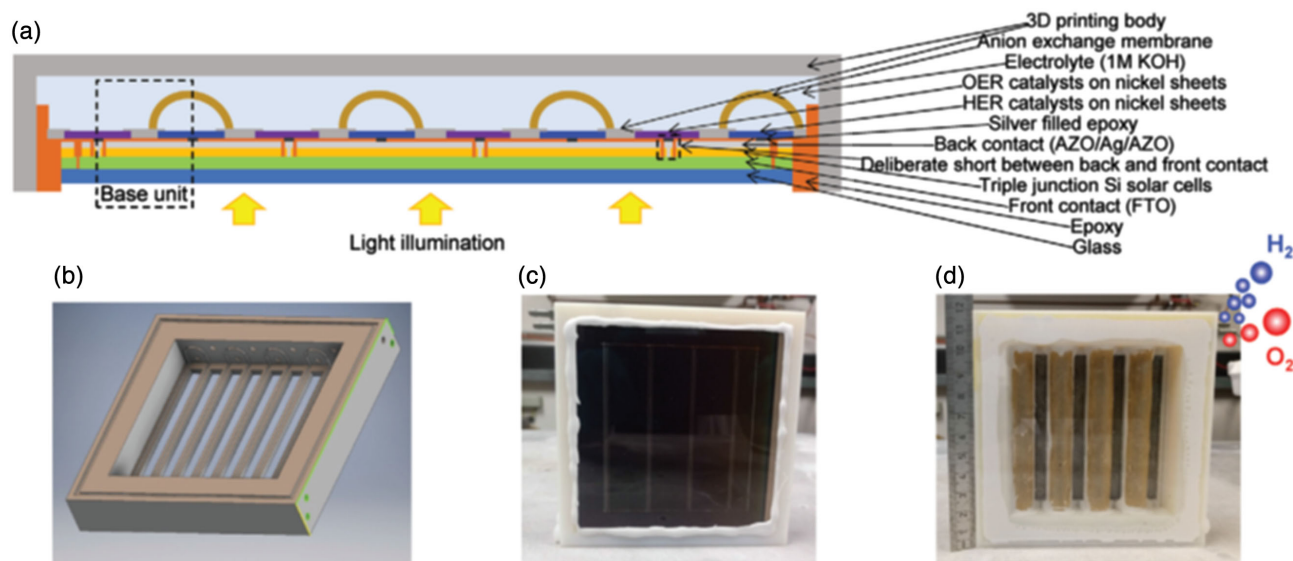 (a)
3D printing body
Anion exchange membrane
Electrolyte (1M KOH)
OER catalysts on nickel sheets
HER catalysts on nickel sheets
Silver filled epoxy
Back contact (AZO/Ag/AZO)
Deliberate short between back and front contact
Triple junction Si solar cells
Front contact (FTO)
Epoxy
Glass
Base unit
Light illumination
(b)
(c)
(d)
H2
O2